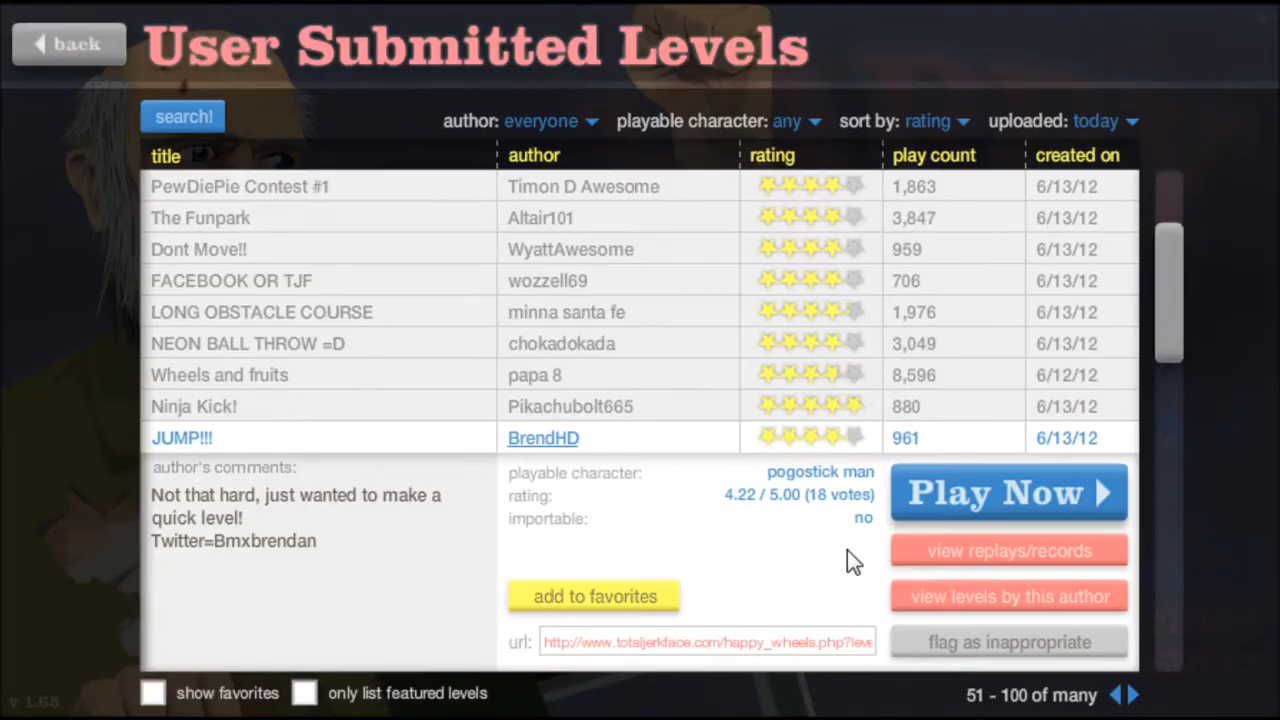 back
User Submitted Levels
search!
author: everyone playable character: any sort by: rating uploaded: today
title author rating play count created on
PewDiePie Contest #1 Timon D Awesome 1,863 6/13/12
The Funpark Altair101 3,847 6/13/12
Dont Move!! WyattAwesome 959 6/13/12
FACEBOOK OR TJF wozzell69 706 6/13/12
LONG OBSTACLE COURSE minna santa fe 1,976 6/13/12
NEON BALL THROW =D chokadokada 3,049 6/13/12
Wheels and fruits papa 8 8,596 6/12/12
Ninja Kick! Pikachubolt665 880 6/13/12
JUMP!!! BrendHD 961 6/13/12
author's comments:
Not that hard, just wanted to make a
quick level!
Twitter=Bmxbrendan
playable character: pogostick man
rating: 4.22 / 5.00 (18 votes)
importable: no
add to favorites
url: http://www.totaljerkface.com/happy_wheels.php?leve
Play Now
view replays/records
view levels by this author
flag as inappropriate
show favorites only list featured levels 51 - 100 of many
v 1.65